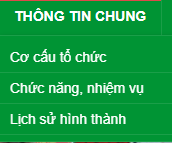 THÔNG TIN CHUNG
Cơ cấu tổ chức
Chức năng, nhiệm vụ
Lịch sử hình thành